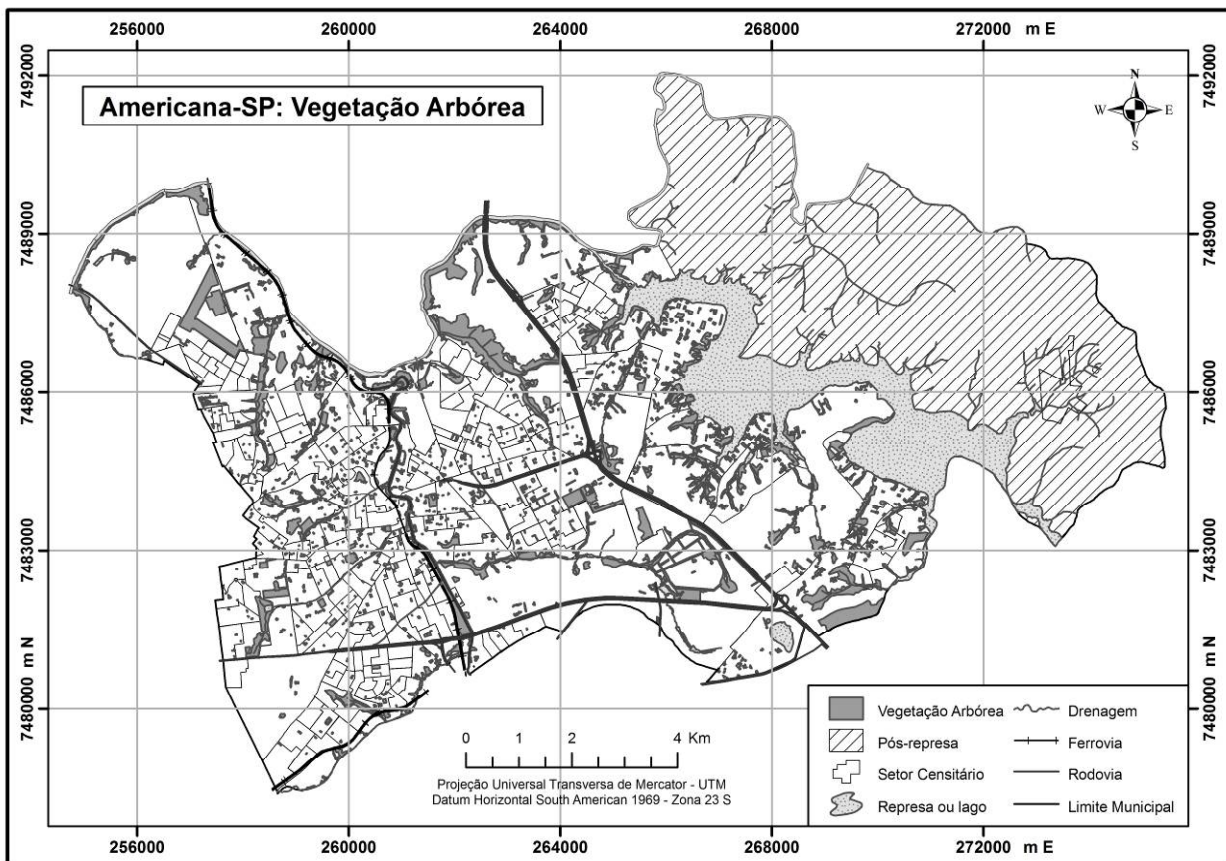 256000 260000 264000 268000 272000 m E
7492000 7492000
Americana-SP: Vegetação Arbórea
N
W E
S
7489000 7489000
7486000 7486000
7483000 7483000
m N m N
7480000 7480000
Vegetação Arbórea Drenagem
Pós-represa Ferrovia
Setor Censitário Rodovia
Represa ou lago Limite Municipal
0 1 2 4 Km
Projeção Universal Transversa de Mercator - UTM
Datum Horizontal South American 1969 - Zona 23 S
256000 260000 264000 268000 272000